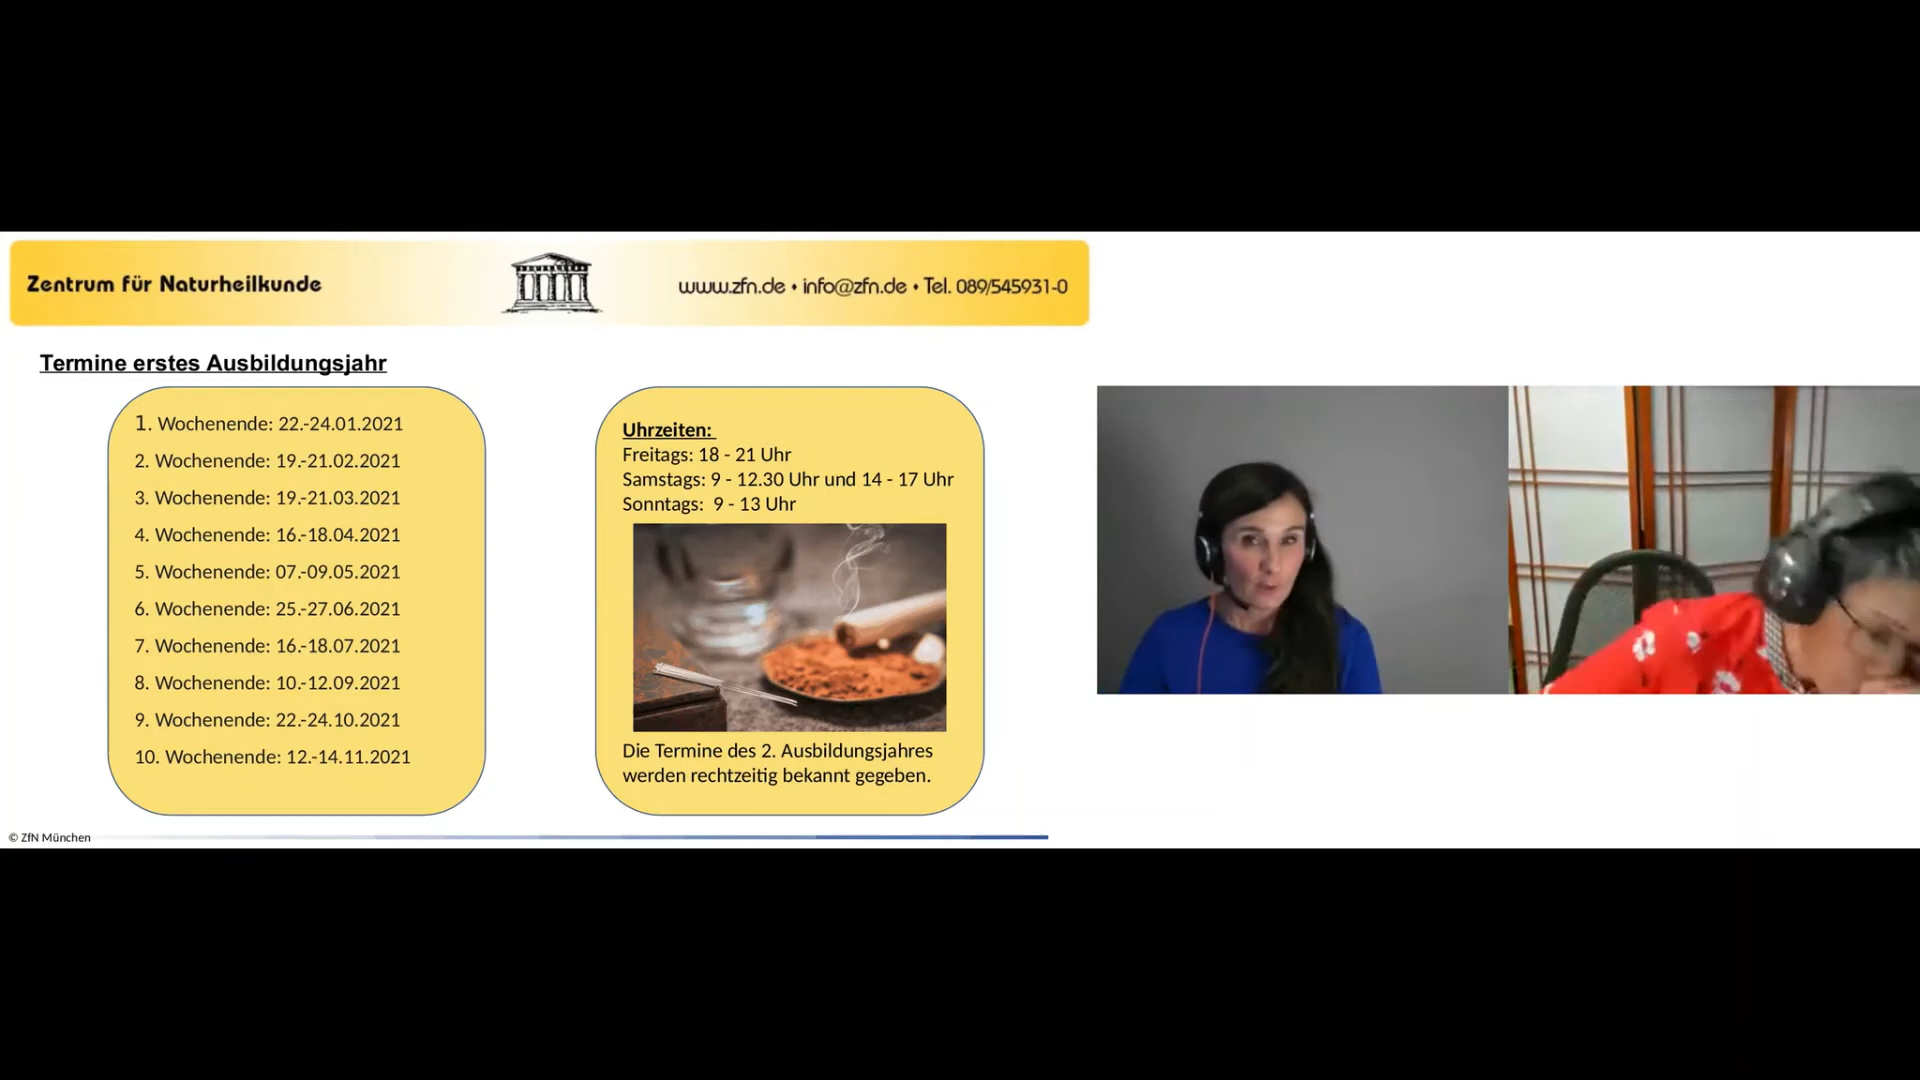 Zentrum für Naturheilkunde
www.zfn.de • info@zfn.de • Tel. 089/545931-0
Termine erstes Ausbildungsjahr
1. Wochenende: 22.-24.01.2021
2. Wochenende: 19.-21.02.2021
3. Wochenende: 19.-21.03.2021
4. Wochenende: 16.-18.04.2021
5. Wochenende: 07.-09.05.2021
6. Wochenende: 25.-27.06.2021
7. Wochenende: 16.-18.07.2021
8. Wochenende: 10.-12.09.2021
9. Wochenende: 22.-24.10.2021
10. Wochenende: 12.-14.11.2021
Uhrzeiten:
Freitags: 18 - 21 Uhr
Samstags: 9 - 12.30 Uhr und 14 - 17 Uhr
Sonntags: 9 - 13 Uhr
Die Termine des 2. Ausbildungsjahres
werden rechtzeitig bekannt gegeben.
© ZfN München